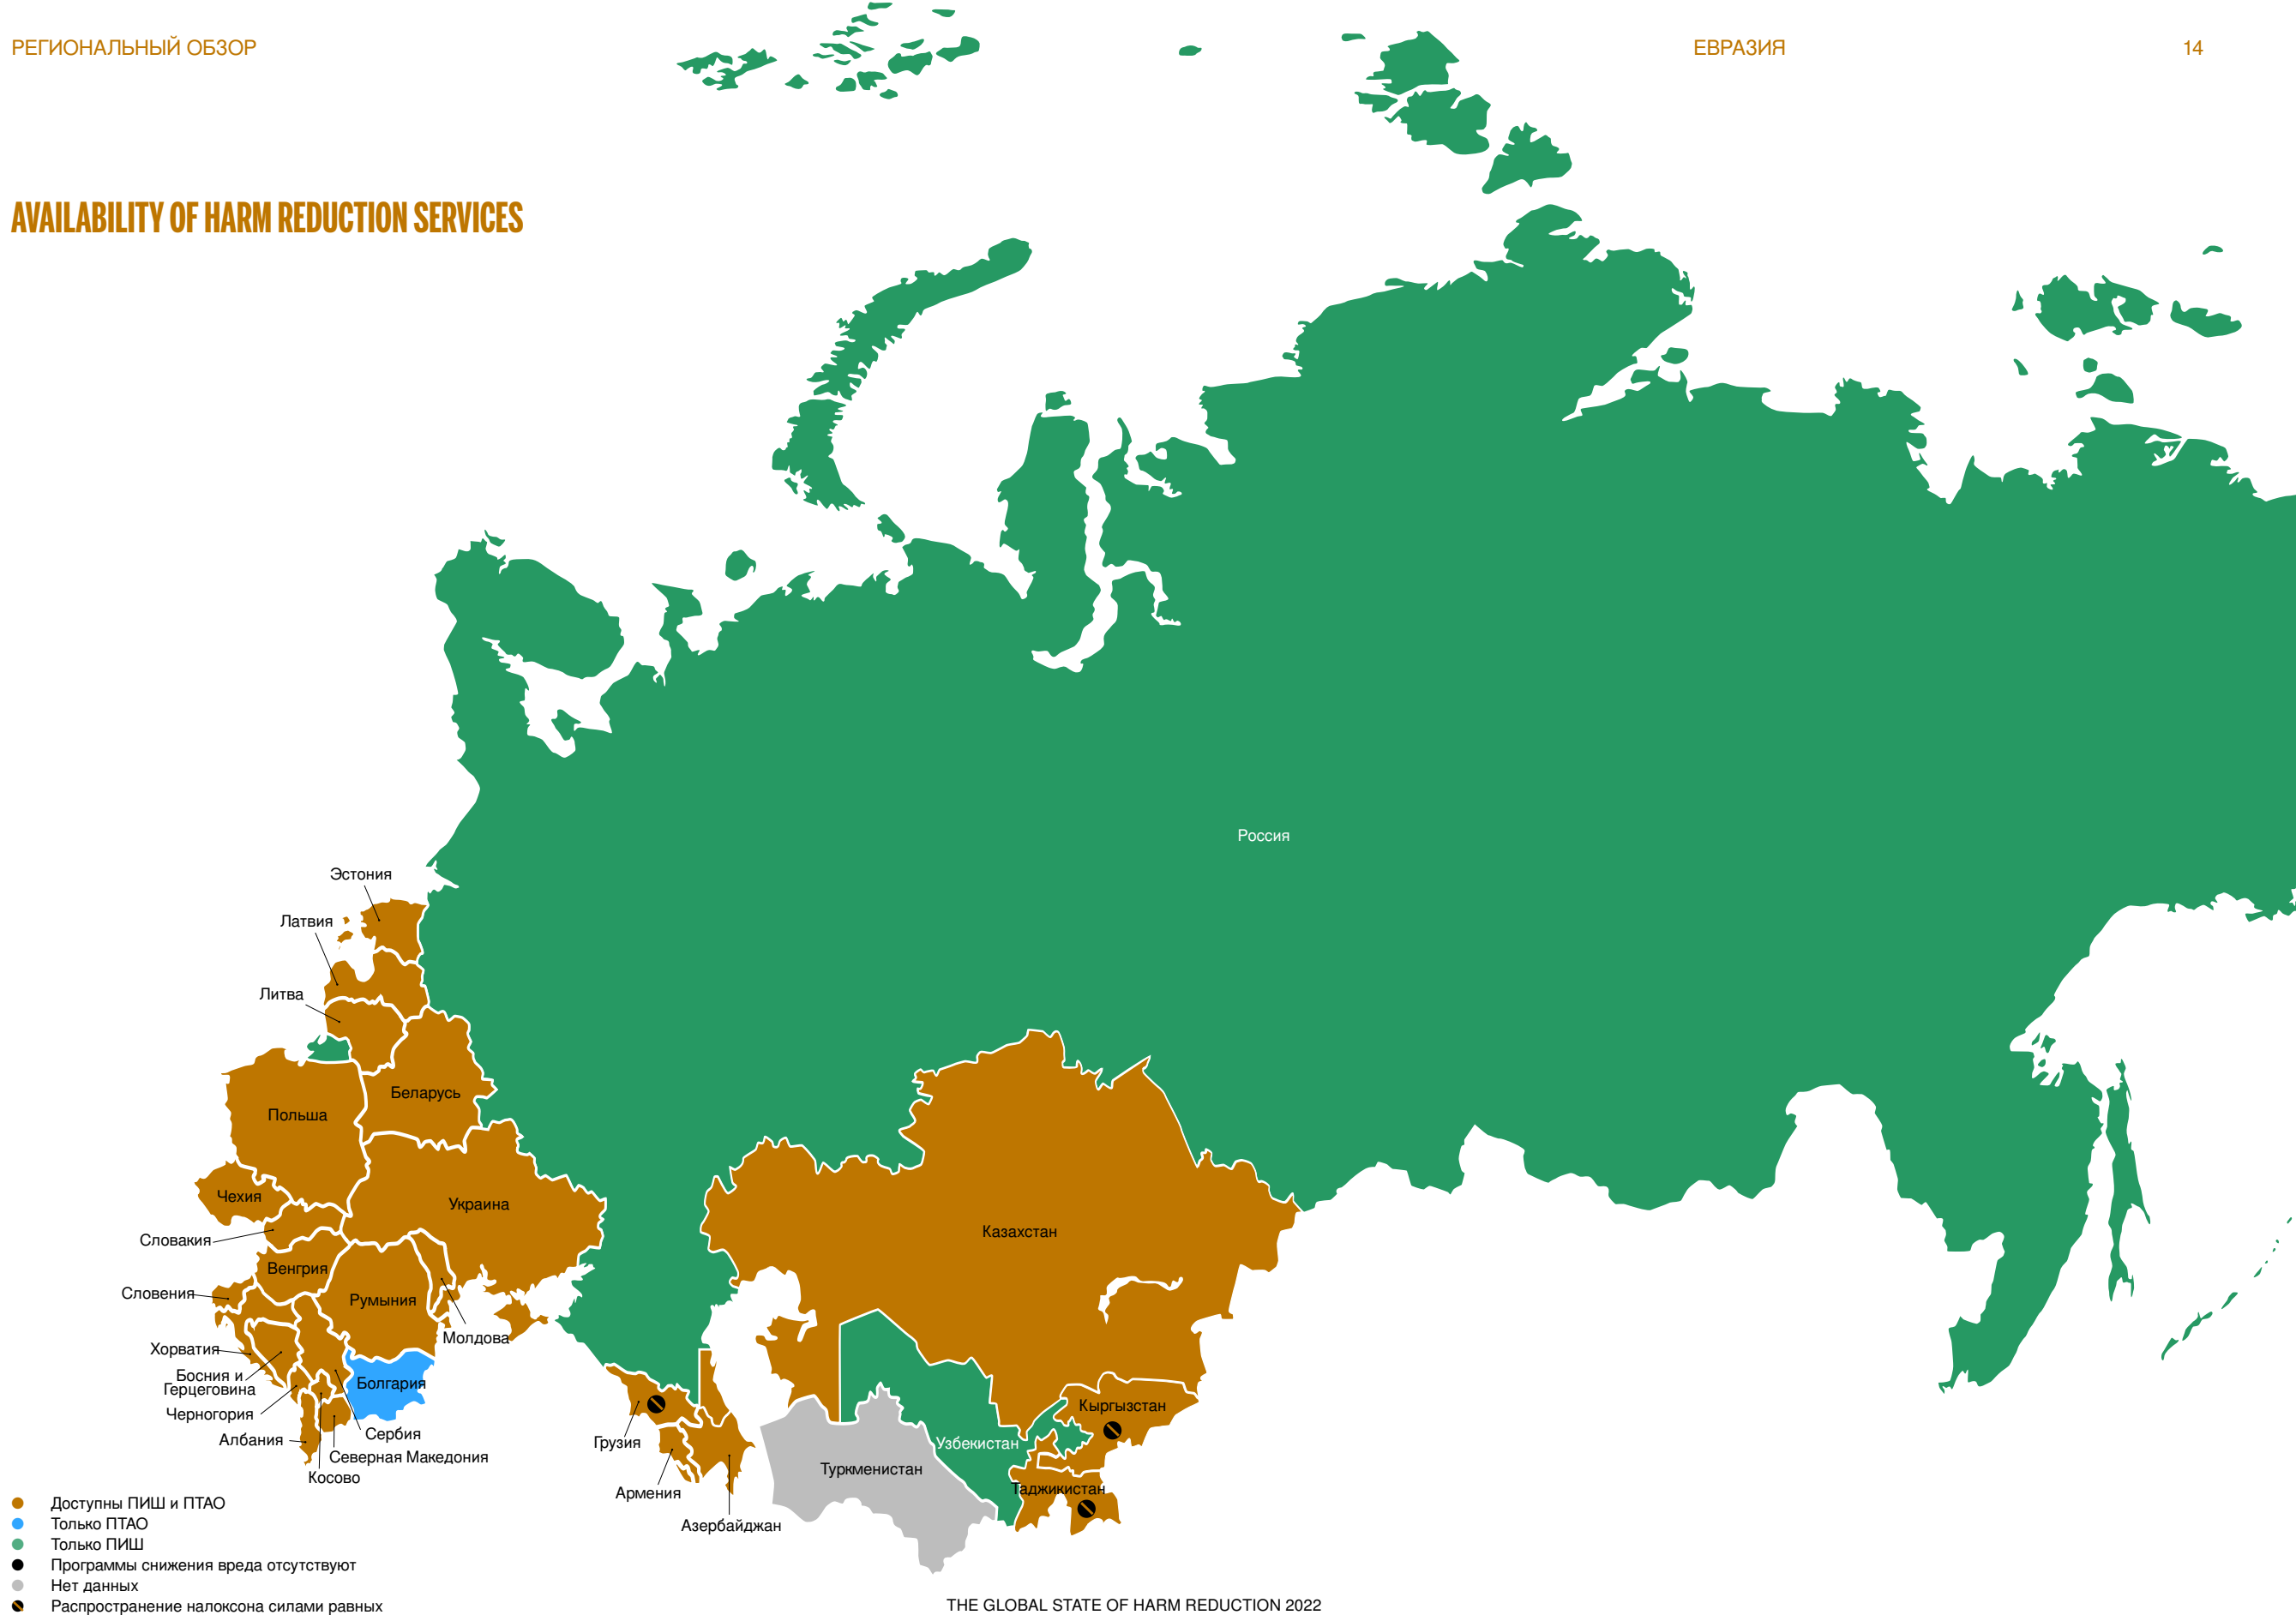 РЕГИОНАЛЬНЫЙ ОБЗОР
ЕВРАЗИЯ
14
AVAILABILITY OF HARM REDUCTION SERVICES
Россия
Эстония
Латвия
Литва
Беларусь
Польша
Чехия
Украина
Словакия
Казахстан
Венгрия
Словения
Румыния
Молдова
Хорватия
Босния и
Герцеговина
Болгария
Черногория
Кыргызстан
Албания
Сербия
Грузия
Узбекистан
Северная Македония
Косово
Туркменистан
Армения
Таджикистан
Азербайджан
Доступны ПИШ и ПТАО
Только ПТАО
Только ПИШ
Программы снижения вреда отсутствуют
Нет данных
Распространение налоксона силами равных
THE GLOBAL STATE OF HARM REDUCTION 2022